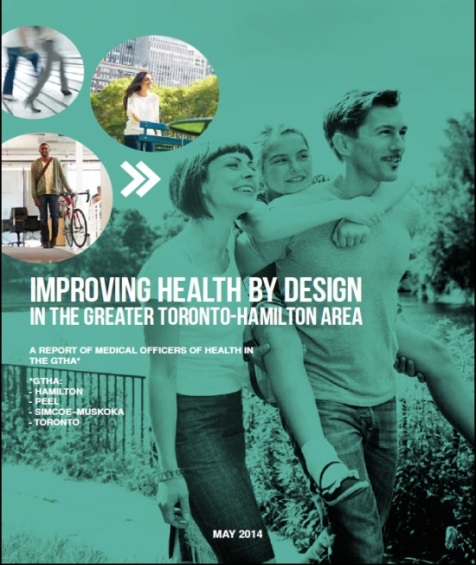 IMPROVING HEALTH BY DESIGN
IN THE GREATER TORONTO-HAMILTON AREA
A REPORT OF MEDICAL OFFICERS OF HEALTH IN
THE GTHA*
*GTHA:
- HAMILTON
- PEEL
- SIMCOE-MUSKOKA
- TORONTO
MAY 2014